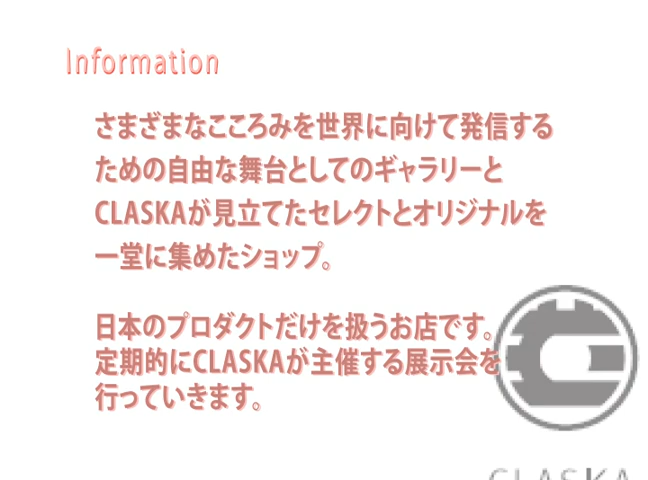 Information
さまざまなこころみを世界に向けて発信する
ための自由な舞台としてのギャラリーと
CLASKAが見立てたセレクトとオリジナルを
一堂に集めたショップ。
日本のプロダクトだけを扱うお店です。
定期的にCLASKAが主催する展示会を
行っていきます。
CLASKA